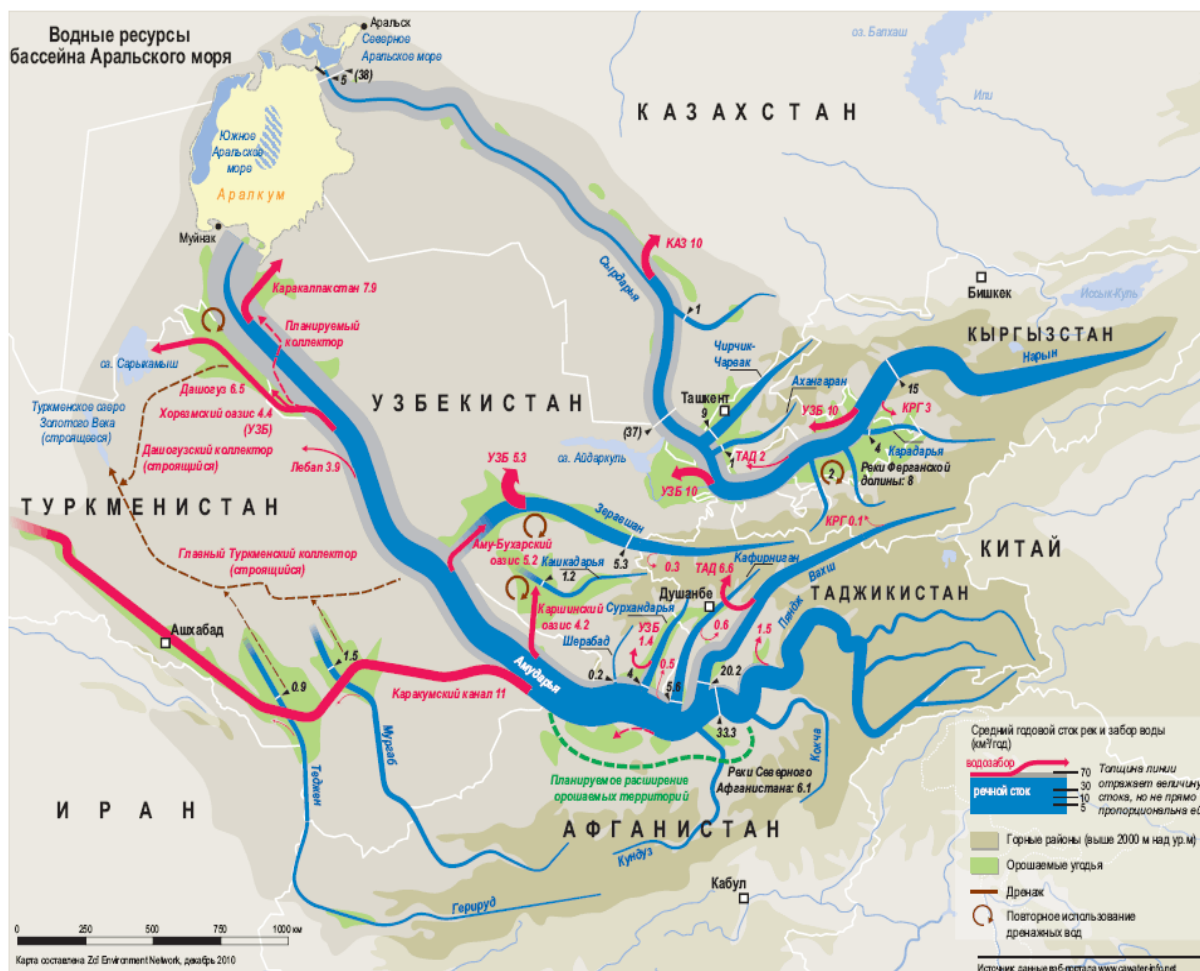 Водные ресурсы
бассейна Аральского моря
Аральск
Северное
Аральское море
5
(38)
оз. Балхаш
Или
КАЗАХСТАН
Южное
Аральское
море
Аралкум
Муйнак
КАЗ 10
Сырдарья
1
Бишкек
Иссык-Куль
КЫРГЫЗСТАН
Нарын
Каракалпакстан 7.9
Планируемый
коллектор
оз. Сарыкамыш
Дашогуз 6.5
Хорезмский оазис 4.4
(УЗБ)
Туркменское озеро
Золотого Века
(строящееся)
Дашогузский коллектор
(строящийся)
Лебап 3.9
УЗБЕКИСТАН
Чирчик-
Чарвак
Ахангаран
Ташкент
9
(37)
1
15
УЗБ 10
КРГ 3
ТАД 2
4
Карадарья
Реки Ферганской
долины: 8
2
оз. Айдаркуль
УЗБ 10
УЗБ 5.3
КРГ 0.1*
ТУРКМЕНИСТАН
Зеравшан
Аму-Бухарский
оазис 5.2
Кашкадарья
1.2
5.3
0.3
Кафирниган
ТАД 6.6
Вахш
КИТАЙ
Главный Туркменский коллектор
(строящийся)
Душанбе
ТАДЖИКИСТАН
Пяндж
Каршинский
оазис 4.2
Сурхандарья
Шерабад
УЗБ
1.4
0.6
1.5
0.5
Ашхабад
1.5
0.9
0.2
4
5.6
20.2
33.3
Амударья
Каракумский канал 11
Мургаб
Теджен
Кокча
Планируемое расширение
орошаемых территорий
Реки Северного
Афганистана: 6.1
ИРАН
АФГАНИСТАН
Кундуз
Кабул
Герируд
Средний годовой сток рек и забор воды
(км³/год)
водозабор
речной сток
70
30
10
5
Толщина линии
отражает величину
стока, но не прямо
пропорциональна ей
Горные районы (выше 2000 м над ур.м)
Орошаемые угодья
Дренаж
Повторное использование
дренажных вод
0 250 500 750 1000 км
Карта составлена Zoï Environment Network, декабрь 2010
Источник: данные веб-портала www.cawater-info.net